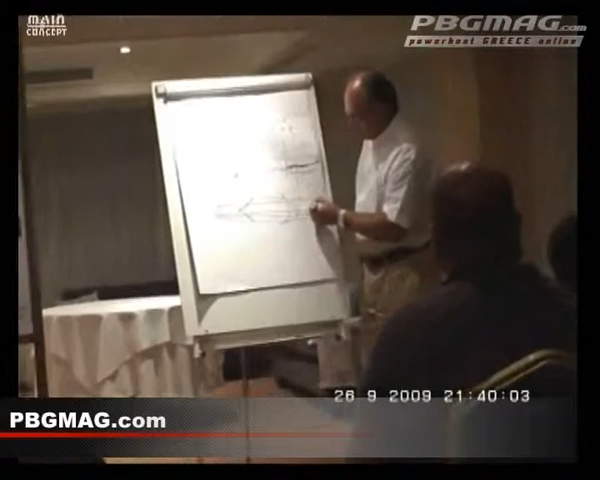 MAIN
CONCEPT
PBGMAG.com
powerboat GREECE online
26 9 2009 21:40:03
PBGMAG.com